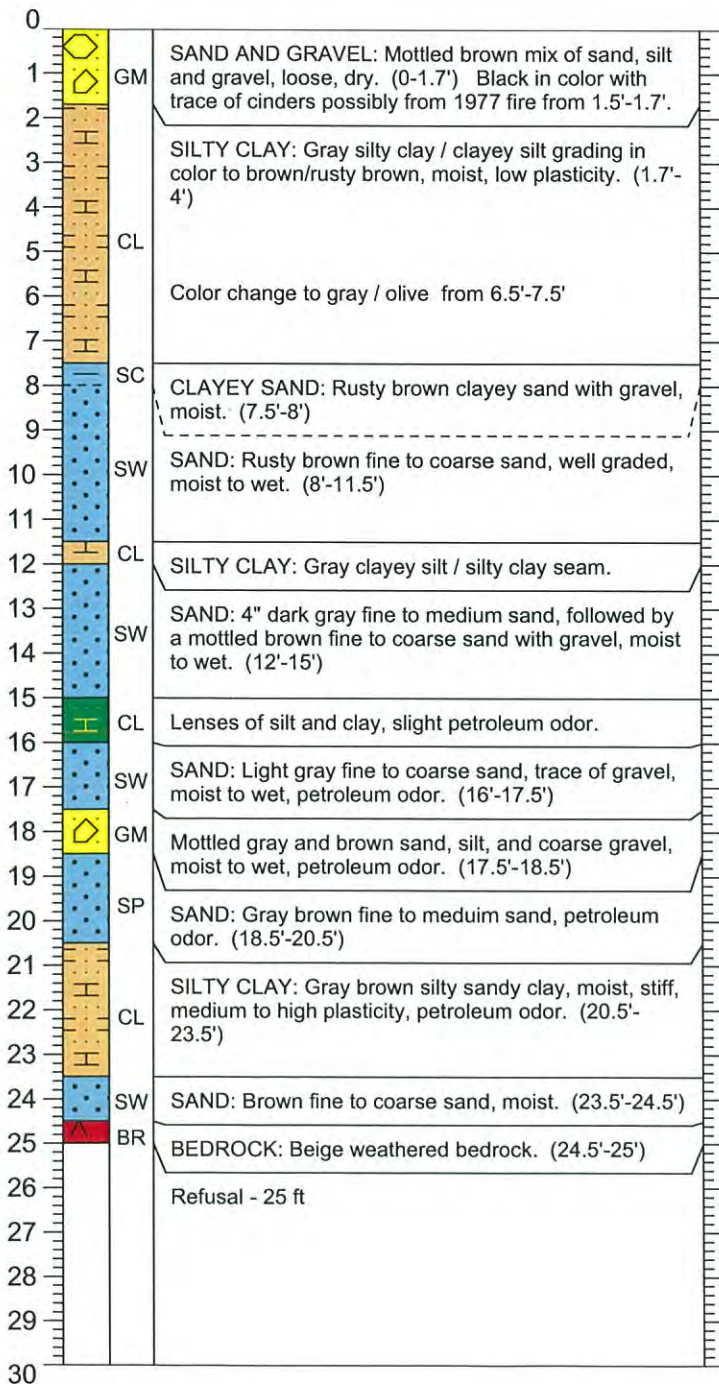 0
1
2
3
4
5
6
7
8
9
10
11
12
13
14
15
16
17
18
19
20
21
22
23
24
25
26
27
28
29
30
GM
CL
SC
SW
CL
SW
CL
SW
GM
SP
CL
SW
BR
SAND AND GRAVEL: Mottled brown mix of sand, silt
and gravel, loose, dry. (0-1.7') Black in color with
trace of cinders possibly from 1977 fire from 1.5'-1.7'.
SILTY CLAY: Gray silty clay / clayey silt grading in
color to brown/rusty brown, moist, low plasticity. (1.7'-
4')
Color change to gray / olive from 6.5'-7.5'
CLAYEY SAND: Rusty brown clayey sand with gravel,
moist. (7.5'-8')
SAND: Rusty brown fine to coarse sand, well graded,
moist to wet. (8'-11.5')
SILTY CLAY: Gray clayey silt / silty clay seam.
SAND: 4" dark gray fine to medium sand, followed by
a mottled brown fine to coarse sand with gravel, moist
to wet. (12'-15')
Lenses of silt and clay, slight petroleum odor.
SAND: Light gray fine to coarse sand, trace of gravel,
moist to wet, petroleum odor. (16'-17.5')
Mottled gray and brown sand, silt, and coarse gravel,
moist to wet, petroleum odor. (17.5'-18.5')
SAND: Gray brown fine to meduim sand, petroleum
odor. (18.5'-20.5')
SILTY CLAY: Gray brown silty sandy clay, moist, stiff,
medium to high plasticity, petroleum odor. (20.5'-
23.5')
SAND: Brown fine to coarse sand, moist. (23.5'-24.5')
BEDROCK: Beige weathered bedrock. (24.5'-25')
Refusal - 25 ft